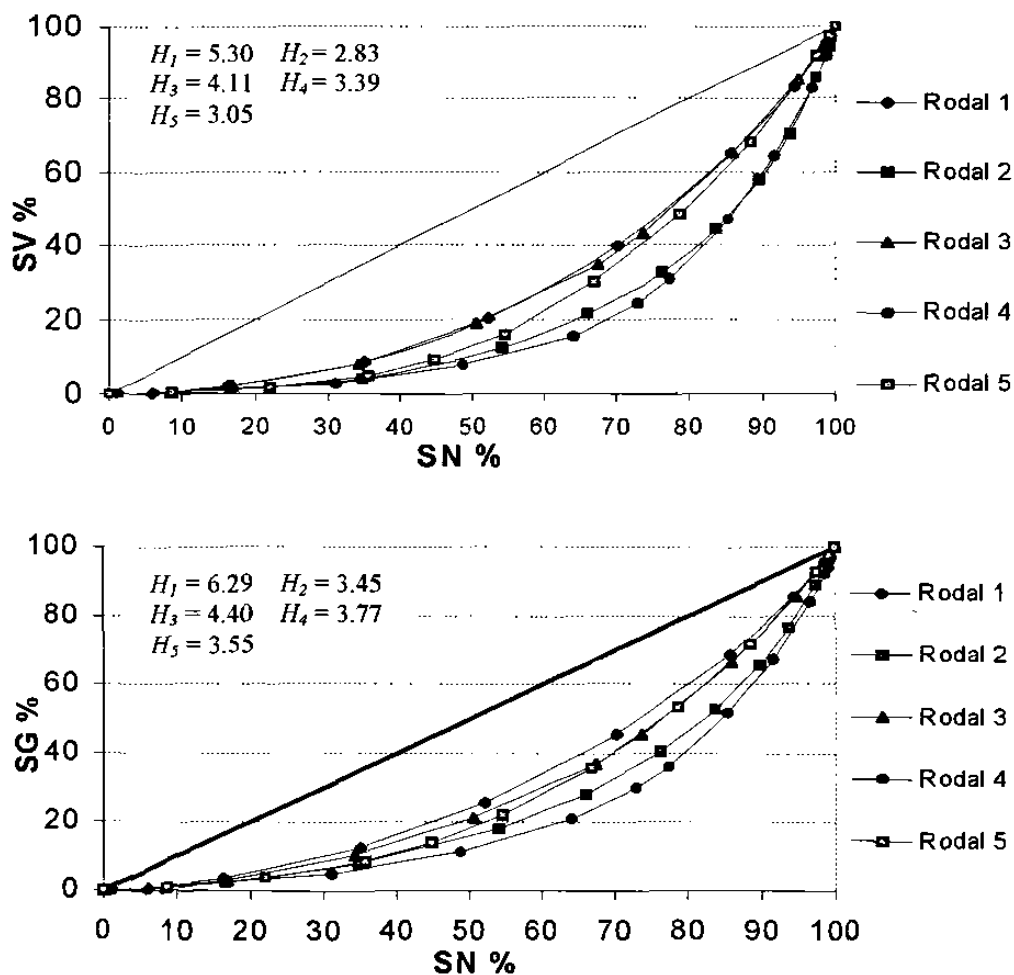 100
80
60
40
20
0
SV %
H1 = 5.30 H2 = 2.83
H3 = 4.11 H4 = 3.39
H5 = 3.05
0 10 20 30 40 50 60 70 80 90 100
SN %
Rodal 1
Rodal 2
Rodal 3
Rodal 4
Rodal 5
100
80
60
40
20
0
SG %
H1 = 6.29 H2 = 3.45
H3 = 4.40 H4 = 3.77
H5 = 3.55
0 10 20 30 40 50 60 70 80 90 100
SN %
Rodal 1
Rodal 2
Rodal 3
Rodal 4
Rodal 5